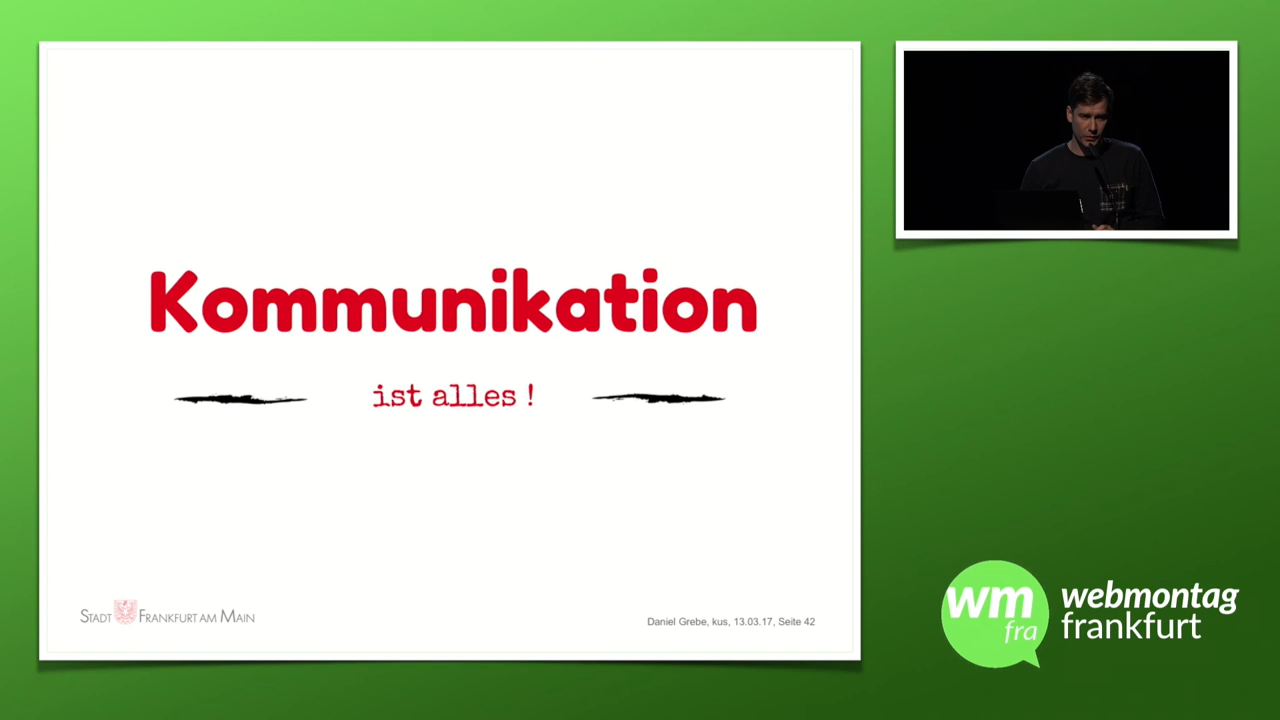 Kommunikation
ist alles !
STADT FRANKFURT AM MAIN
Daniel Grebe, kus, 13.03.17, Seite 42
wm
fra
webmontag
frankfurt